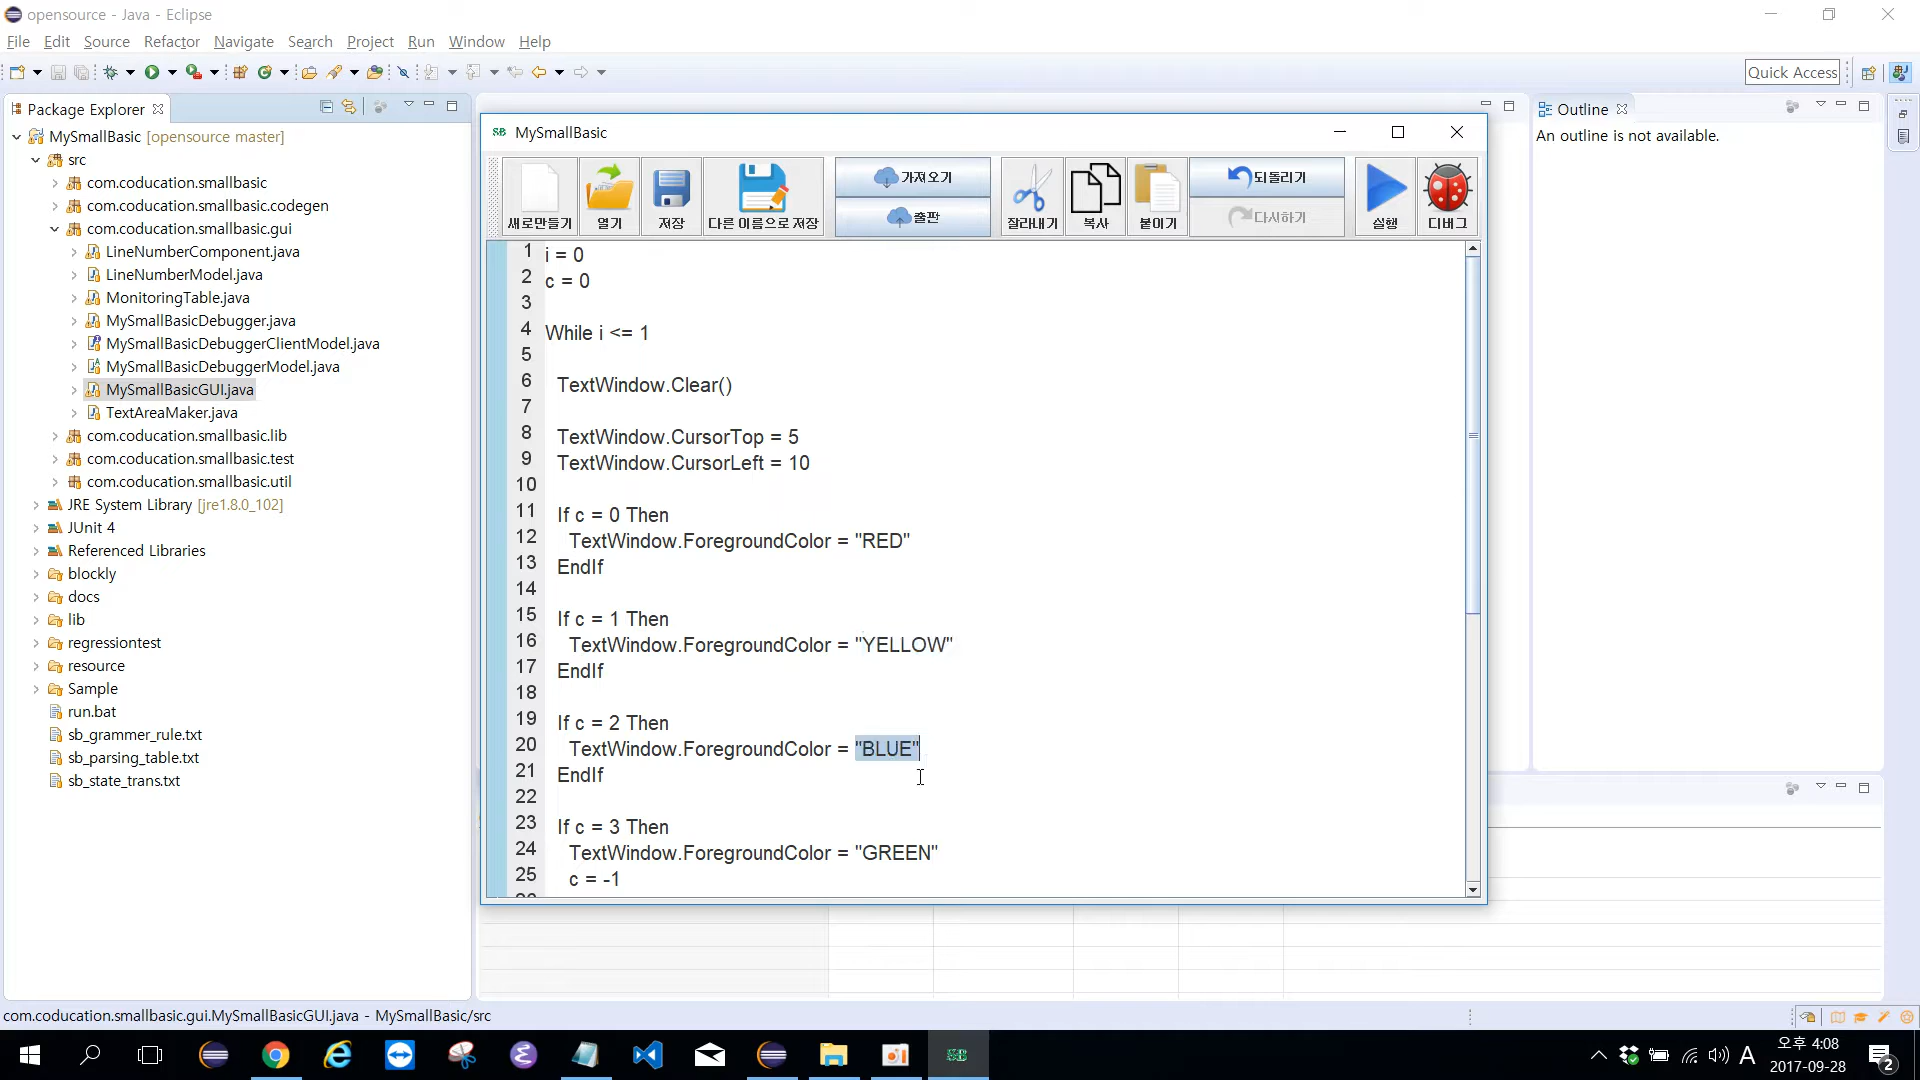 opensource - Java - Eclipse
File Edit Source Refactor Navigate Search Project Run Window Help
Quick Access
Package Explorer
MySmallBasic [opensource master]
src
com.coducation.smallbasic
com.coducation.smallbasic.codegen
com.coducation.smallbasic.gui
LineNumberComponent.java
LineNumberModel.java
MonitoringTable.java
MySmallBasicDebugger.java
MySmallBasicDebuggerClientModel.java
MySmallBasicDebuggerModel.java
MySmallBasicGUI.java
TextAreaMaker.java
com.coducation.smallbasic.lib
com.coducation.smallbasic.test
com.coducation.smallbasic.util
JRE System Library [jre1.8.0_102]
JUnit 4
Referenced Libraries
blockly
docs
lib
regressiontest
resource
Sample
run.bat
sb_grammer_rule.txt
sb_parsing_table.txt
sb_state_trans.txt
SB MySmallBasic
새로만들기 열기 저장 다른 이름으로 저장 가져오기 출판 잘라내기 복사 붙이기 되돌리기 다시하기 실행 디버그
1 i = 0
2 c = 0
3
4 While i <= 1
5
6 TextWindow.Clear()
7
8 TextWindow.CursorTop = 5
9 TextWindow.CursorLeft = 10
10
11 If c = 0 Then
12 TextWindow.ForegroundColor = "RED"
13 EndIf
14
15 If c = 1 Then
16 TextWindow.ForegroundColor = "YELLOW"
17 EndIf
18
19 If c = 2 Then
20 TextWindow.ForegroundColor = "BLUE"
21 EndIf
22
23 If c = 3 Then
24 TextWindow.ForegroundColor = "GREEN"
25 c = -1
Outline
An outline is not available.
com.coducation.smallbasic.gui.MySmallBasicGUI.java - MySmallBasic/src
SB
A
오후 4:08
2017-09-28
2